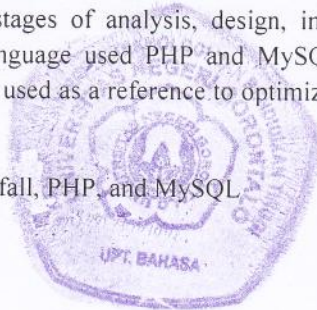 stages of analysis, design, in
nguage used PHP and MySQ
used as a reference to optimiz
fall, PHP, and MySQL
UPT. BAHASA